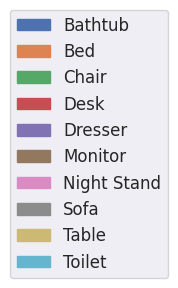 Bathtub
Bed
Chair
Desk
Dresser
Monitor
Night Stand
Sofa
Table
Toilet